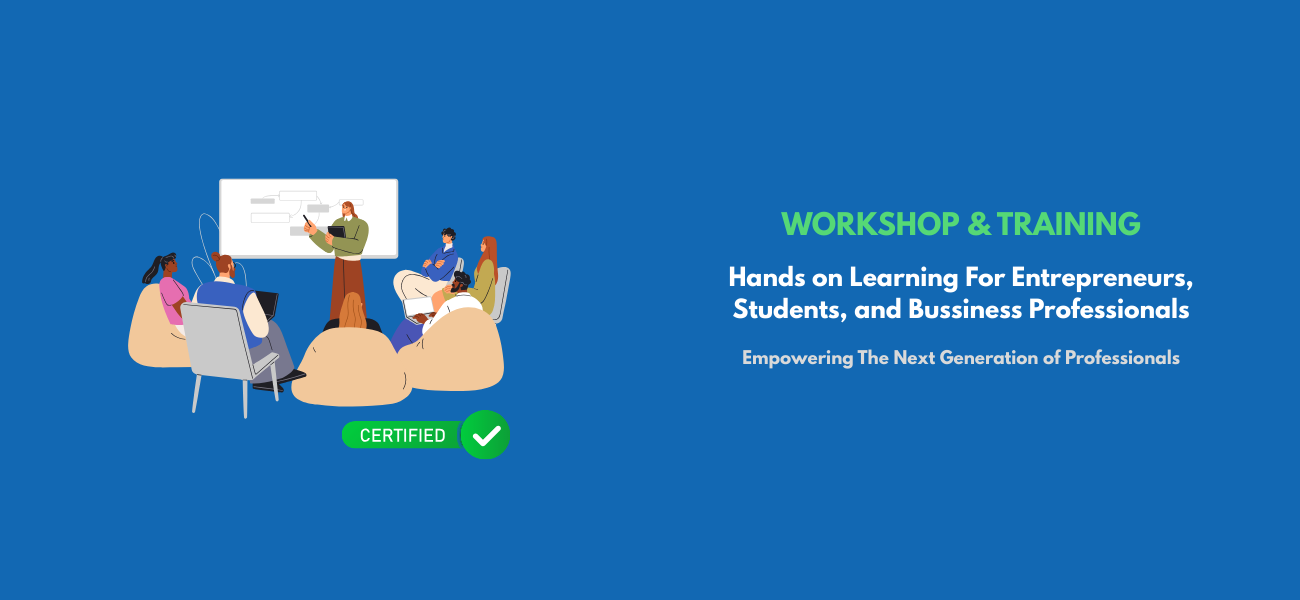 WORKSHOP & TRAINING
Hands on Learning For Entrepreneurs,
Students, and Bussiness Professionals
Empowering The Next Generation of Professionals
CERTIFIED